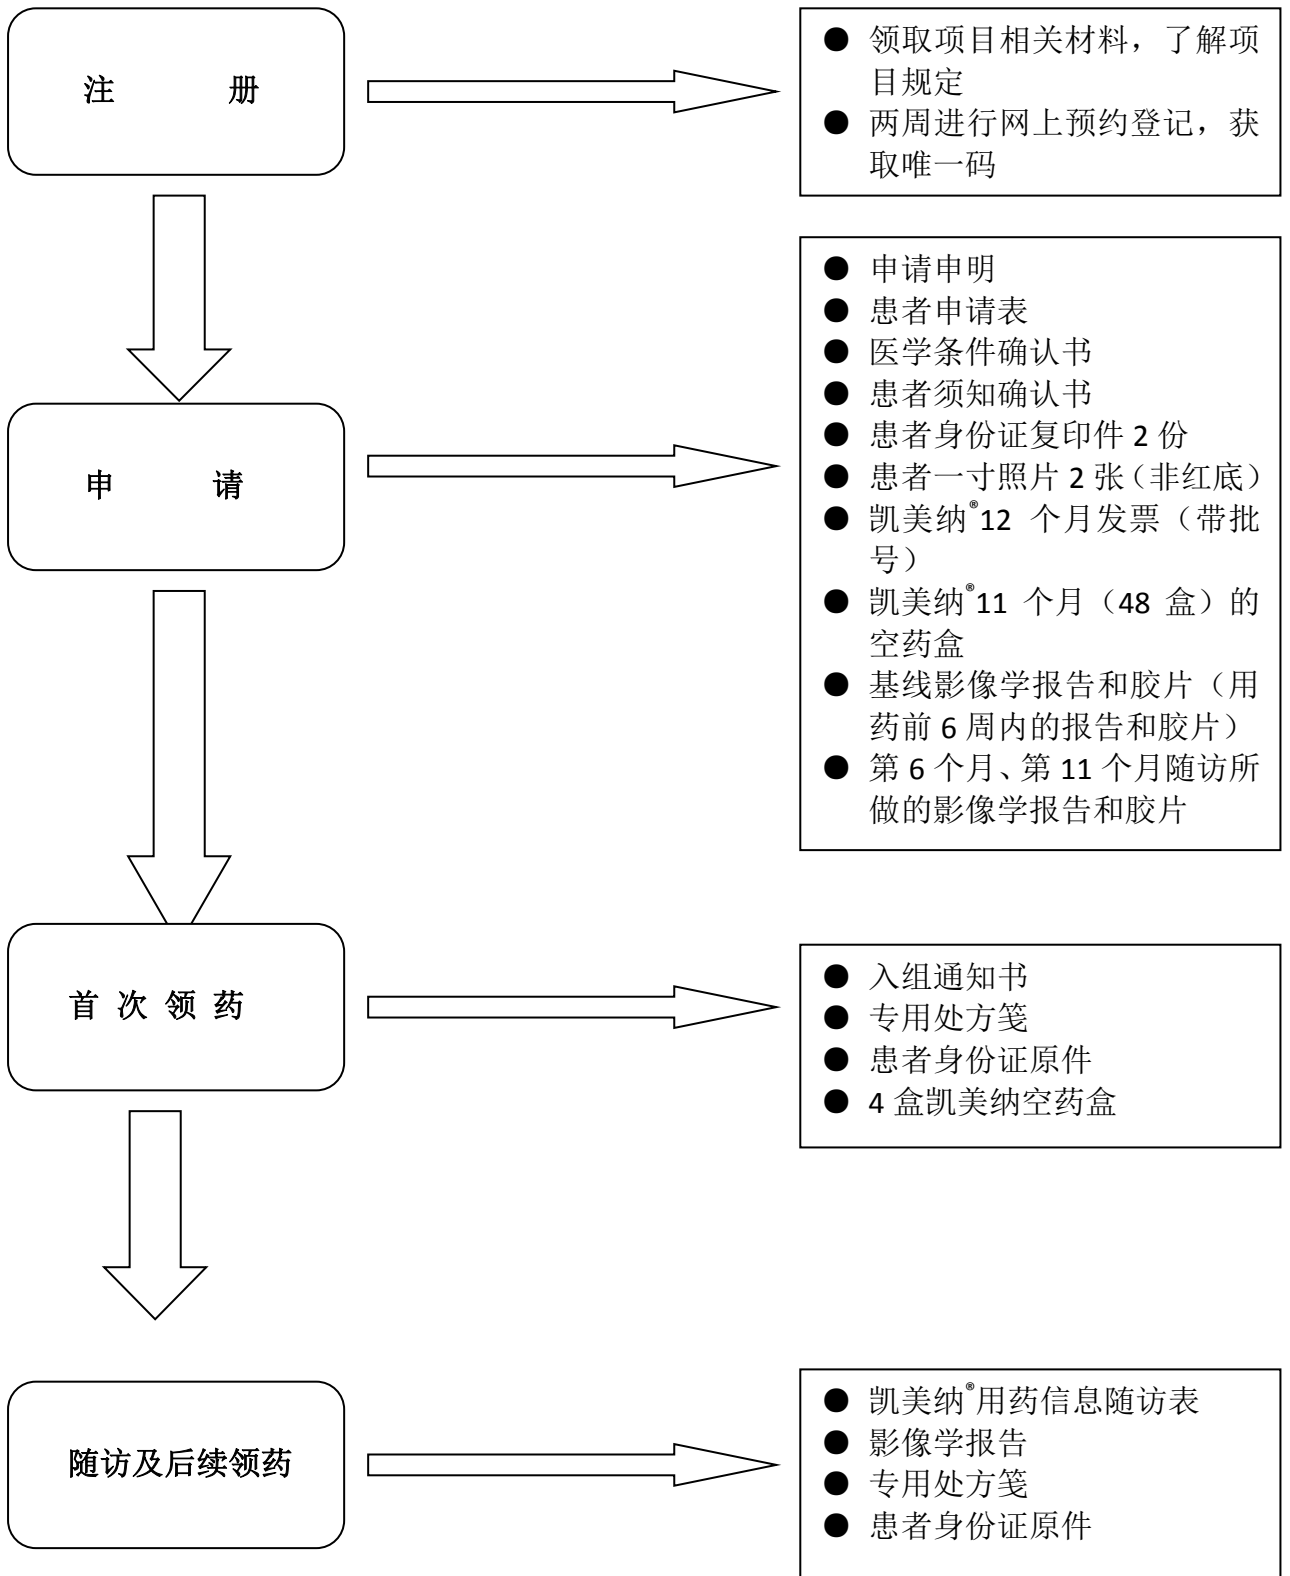 注 册
● 领取项目相关材料，了解项
目规定
● 两周进行网上预约登记，获
取唯一码
申 请
● 申请申明
● 患者申请表
● 医学条件确认书
● 患者须知确认书
● 患者身份证复印件 2 份
● 患者一寸照片 2 张（非红底）
● 凯美纳®12 个月发票（带批
号）
● 凯美纳®11 个月（48 盒）的
空药盒
● 基线影像学报告和胶片（用
药前 6 周内的报告和胶片）
● 第 6 个月、第 11 个月随访所
做的影像学报告和胶片
首 次 领 药
● 入组通知书
● 专用处方笺
● 患者身份证原件
● 4 盒凯美纳空药盒
随访及后续领药
● 凯美纳®用药信息随访表
● 影像学报告
● 专用处方笺
● 患者身份证原件